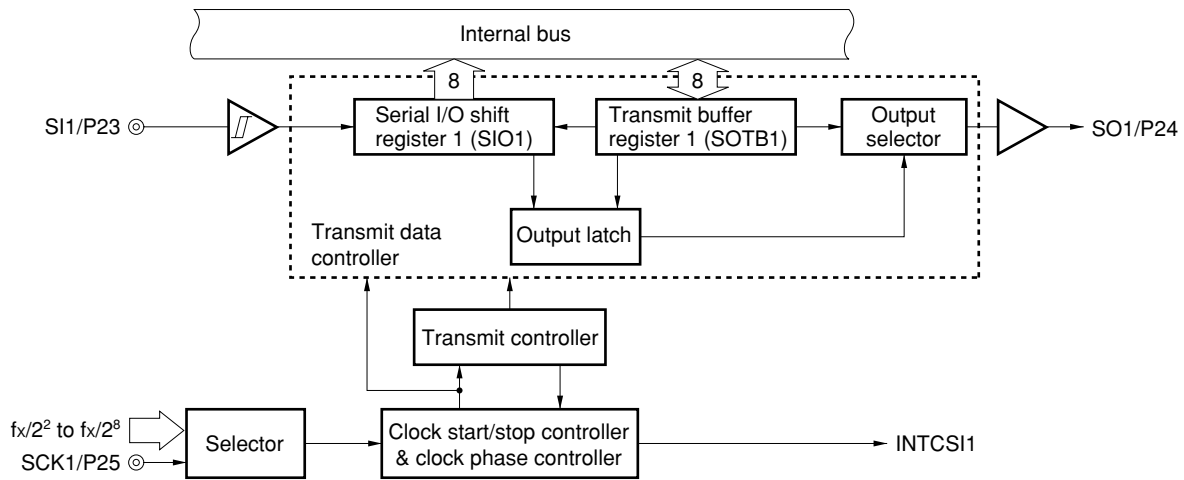 Internal bus
8
8
SI1/P23
Serial I/O shift
register 1 (SIO1)
Transmit buffer
register 1 (SOTB1)
Output
selector
SO1/P24
Transmit data
controller
Output latch
Transmit controller
fx/2² to fx/2⁸
SCK1/P25
Selector
Clock start/stop controller
& clock phase controller
INTCSI1